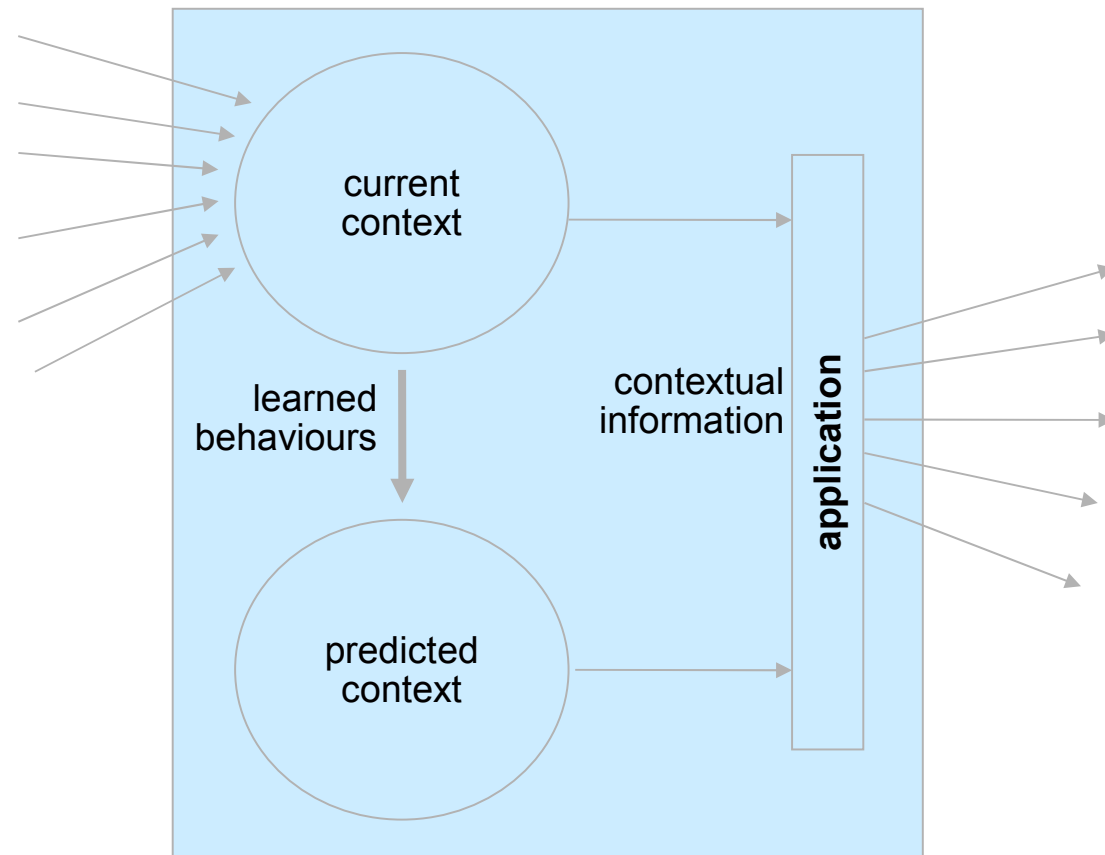 current
context
learned
behaviours
contextual
information
application
predicted
context